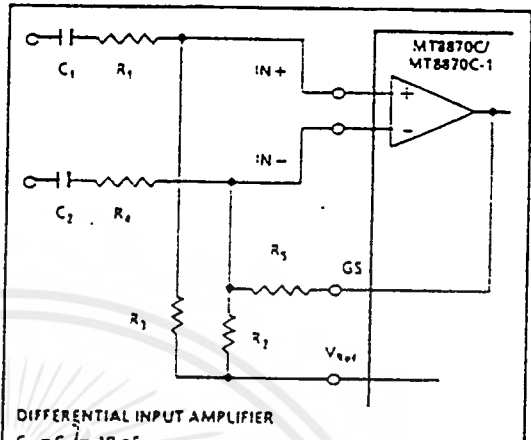 MT8870C/
MT8870C-1
C1 R1 IN+
+
-
IN-
C2 R4
R5 GS
R3 R2
VRef
DIFFERENTIAL INPUT AMPLIFIER